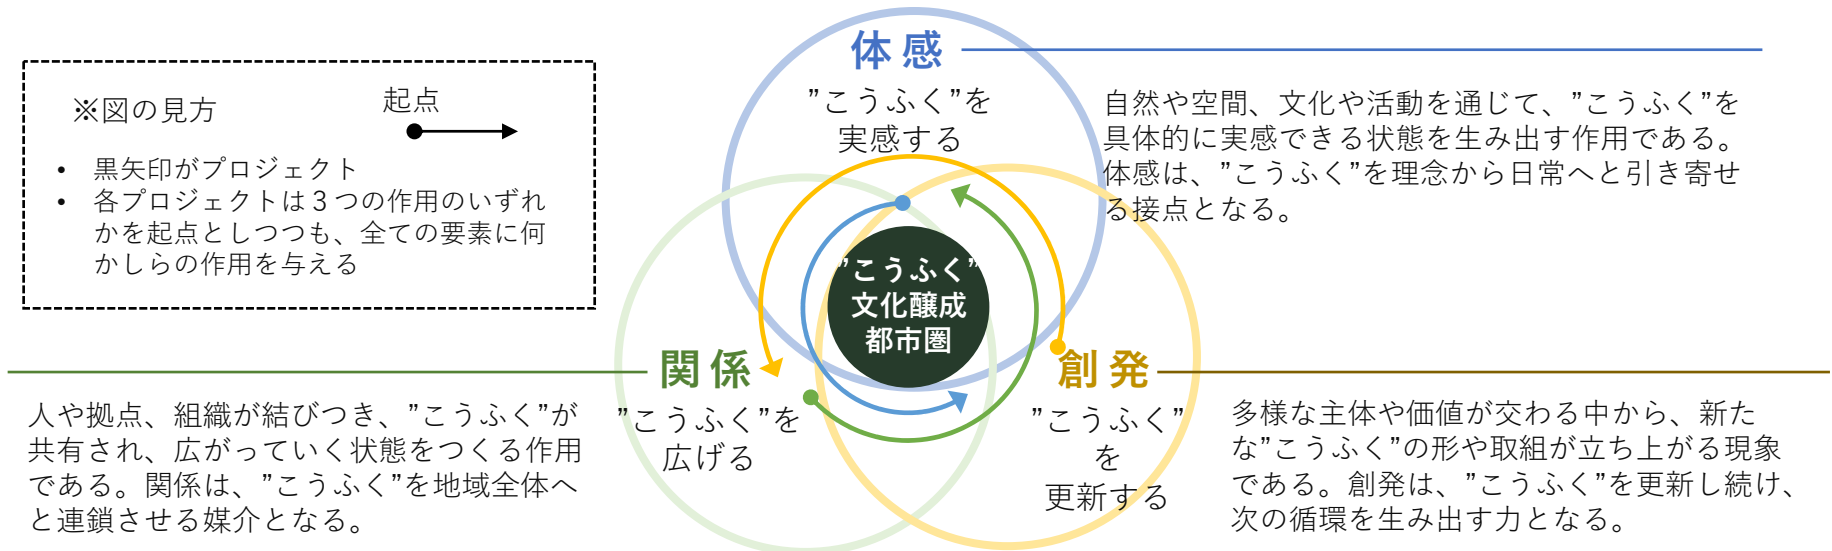 ※図の見方
起点
• 黒矢印がプロジェクト
• 各プロジェクトは３つの作用のいずれ
かを起点としつつも、全ての要素に何
かしらの作用を与える
体感
”こうふく”を
実感する
自然や空間、文化や活動を通じて、”こうふく”を
具体的に実感できる状態を生み出す作用である。
体感は、”こうふく”を理念から日常へと引き寄せ
る接点となる。
”こうふく”
文化醸成
都市圏
関係
”こうふく”を
広げる
人や拠点、組織が結びつき、”こうふく”が
共有され、広がっていく状態をつくる作用
である。関係は、”こうふく”を地域全体へ
と連鎖させる媒介となる。
創発
”こうふく”
を
更新する
多様な主体や価値が交わる中から、新た
な”こうふく”の形や取組が立ち上がる現象
である。創発は、”こうふく”を更新し続け、
次の循環を生み出す力となる。